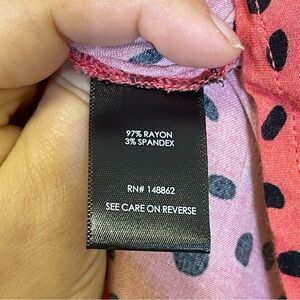 97% RAYON
3% SPANDEX
RN# 148862
SEE CARE ON REVERSE